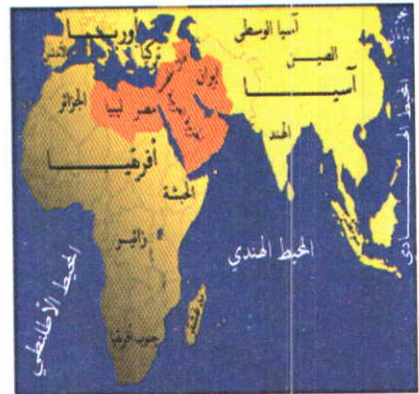 أوريجيا
آسيا الوسطى
تركيا
الصين
إيران
آسيا
الجزائر
ليبيا
مصر
الهند
أفريقيا
الحبشة
زائير
المحيط الهندي
المحيط الأطلنطي
جنوب أفريقيا